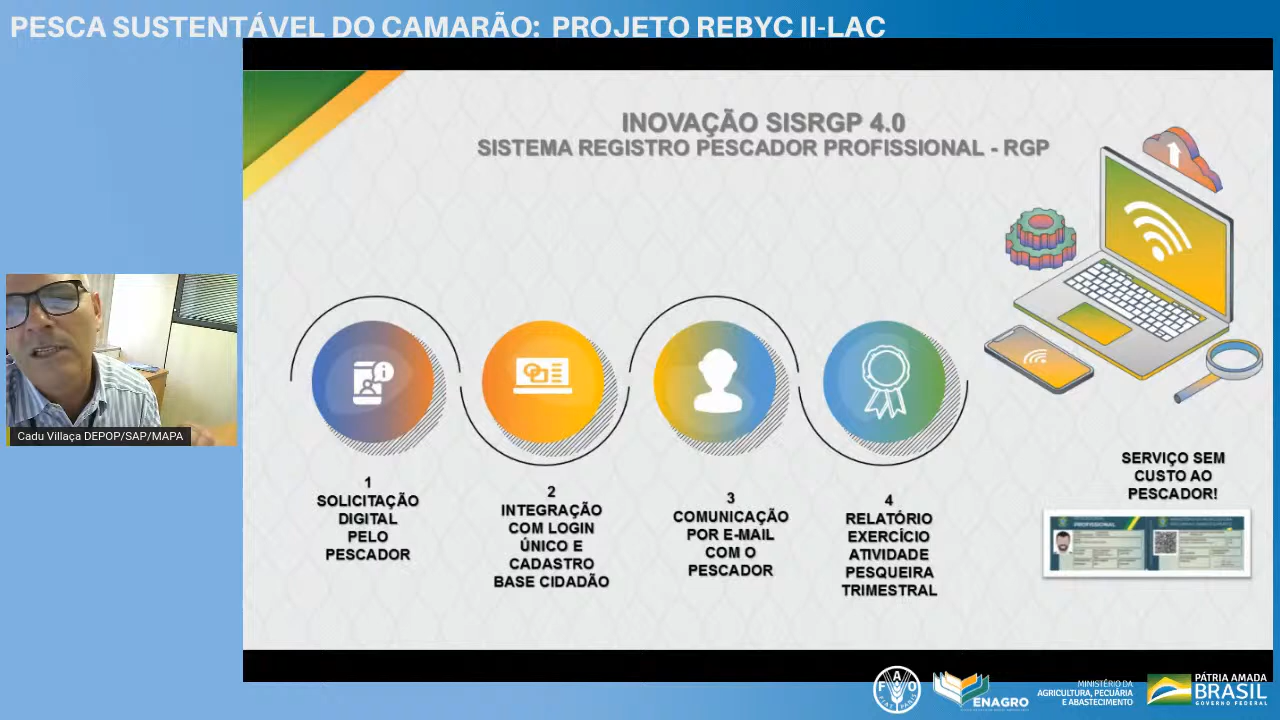 PESCA SUSTENTÁVEL DO CAMARÃO: PROJETO REBYC II-LAC
INOVAÇÃO SISRGP 4.0
SISTEMA REGISTRO PESCADOR PROFISSIONAL - RGP
1
SOLICITAÇÃO
DIGITAL
PELO
PESCADOR
2
INTEGRAÇÃO
COM LOGIN
ÚNICO E
CADASTRO
BASE CIDADÃO
3
COMUNICAÇÃO
POR E-MAIL
COM O
PESCADOR
4
RELATÓRIO
EXERCÍCIO
ATIVIDADE
PESQUEIRA
TRIMESTRAL
SERVIÇO SEM
CUSTO AO
PESCADOR!
PROFISSIONAL
Cadu Villaça DEPOP/SAP/MAPA
FAO
FIAT PANIS
ENAGRO
MINISTÉRIO DA
AGRICULTURA, PECUÁRIA
E ABASTECIMENTO
PÁTRIA AMADA
BRASIL
GOVERNO FEDERAL